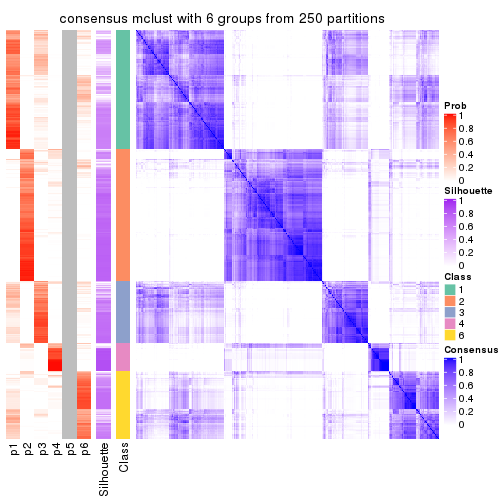 consensus mclust with 6 groups from 250 partitions
Prob
1
0.8
0.6
0.4
0.2
0
Silhouette
1
0.8
0.6
0.4
0.2
0
Class
1
2
3
4
6
Consensus
1
0.8
0.6
0.4
0.2
0
p1
p2
p3
p4
p5
p6
Silhouette
Class